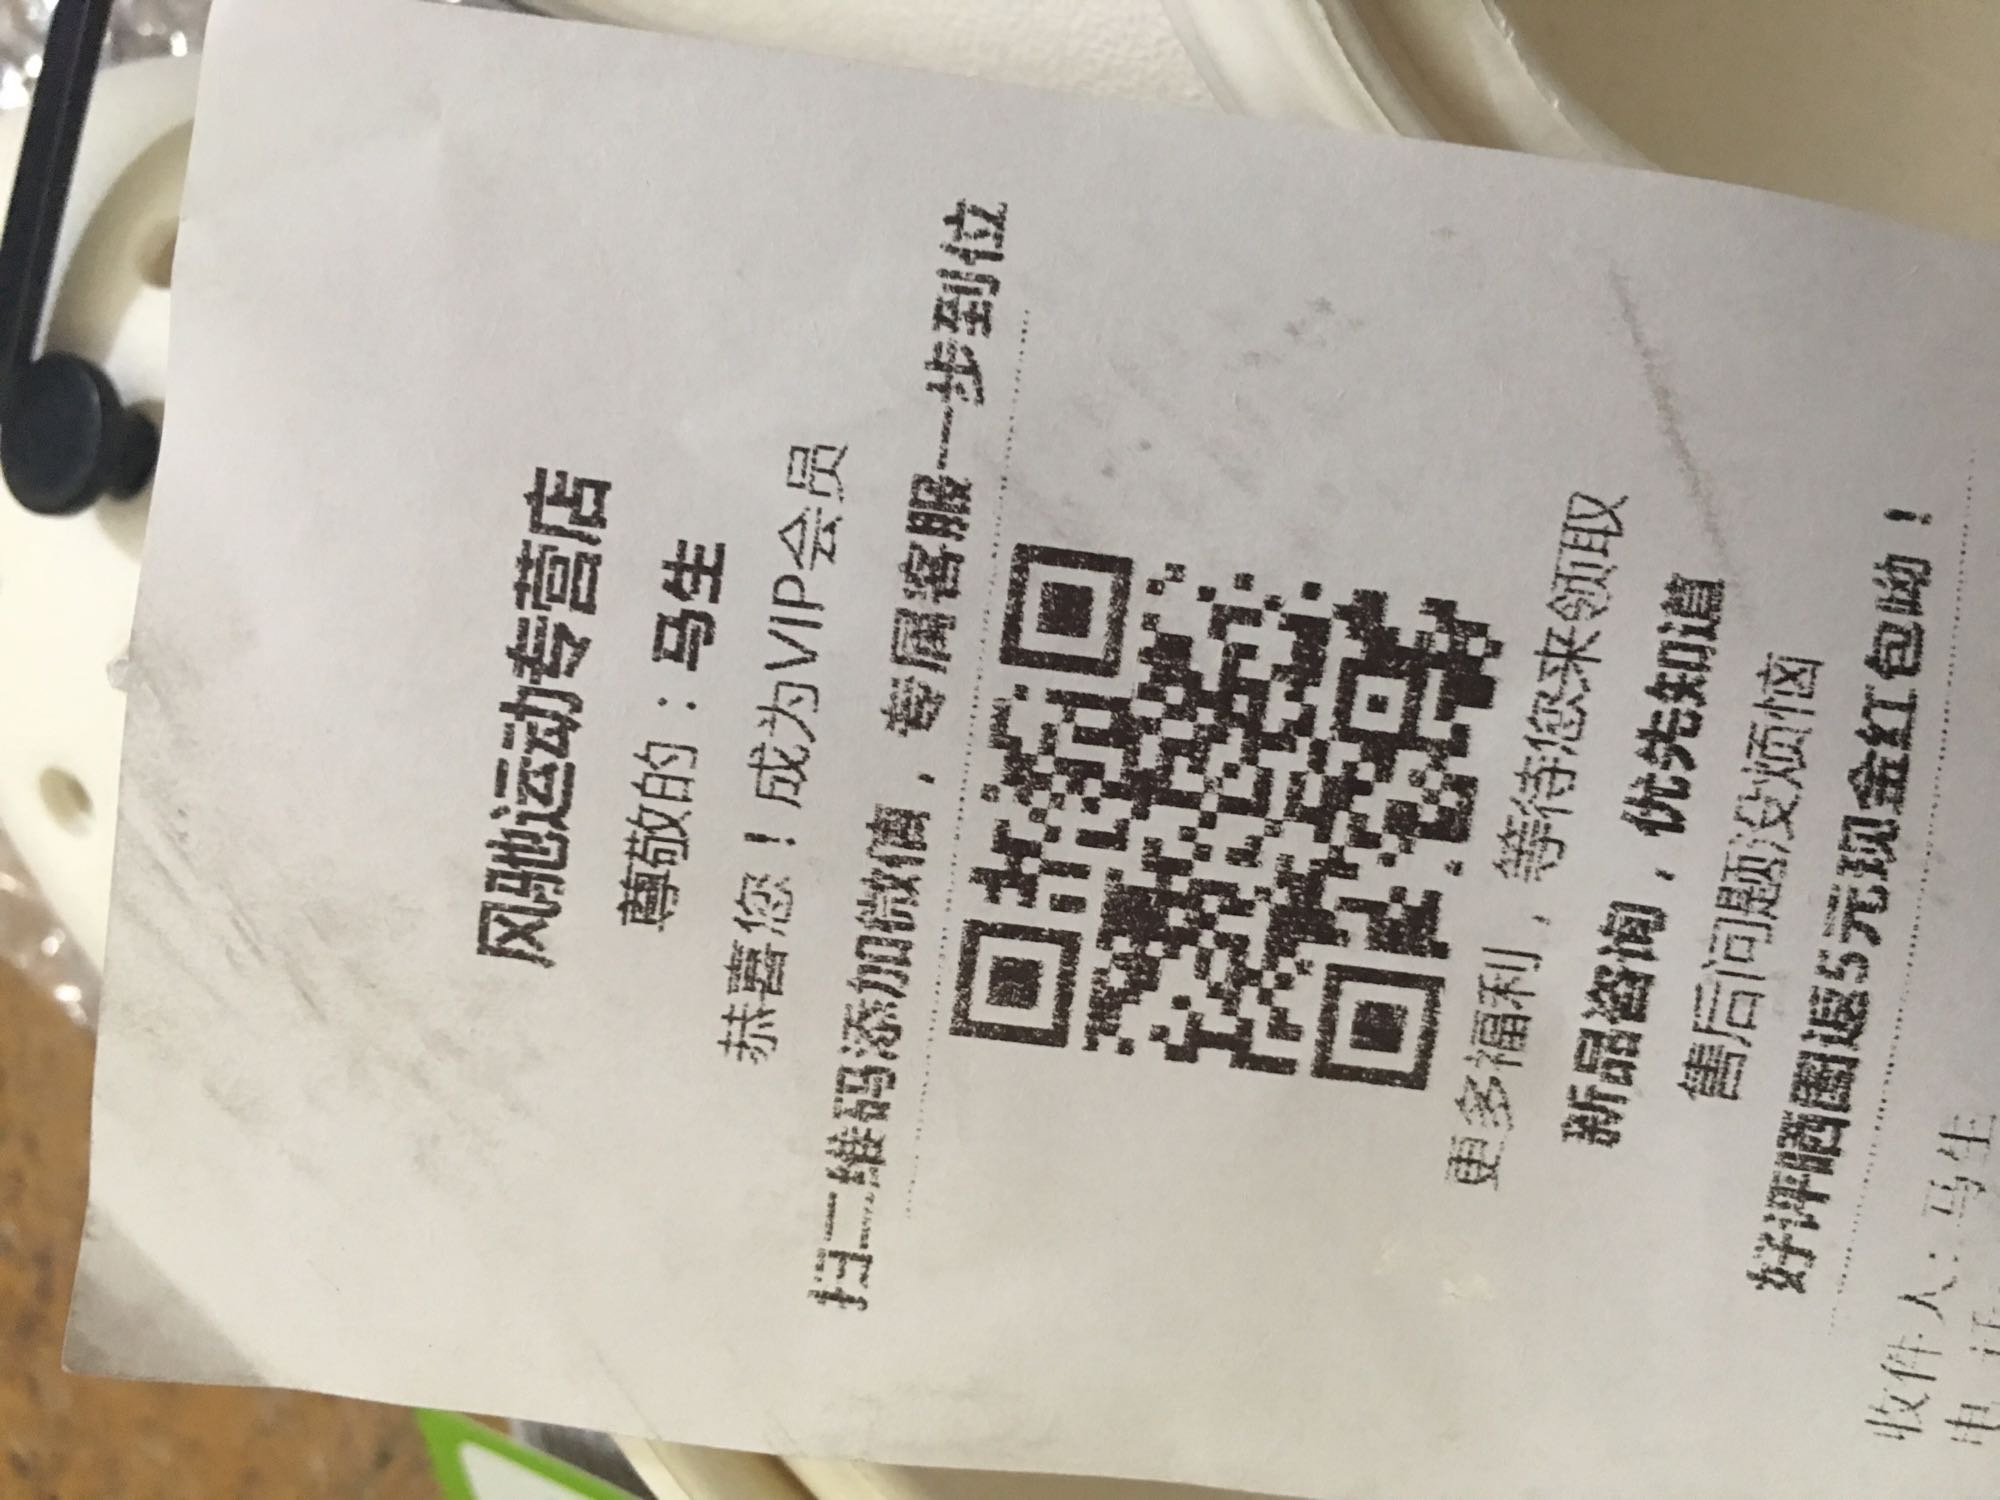 风驰运动专营店
尊敬的：马生
恭喜您！成为VIP会员
扫二维码添加微信，专属客服一步到位
更多福利，等待您来领取
新品咨询，优先知道
售后问题没烦恼
好评晒图返5元现金红包呦！
收件人：马生
电 话